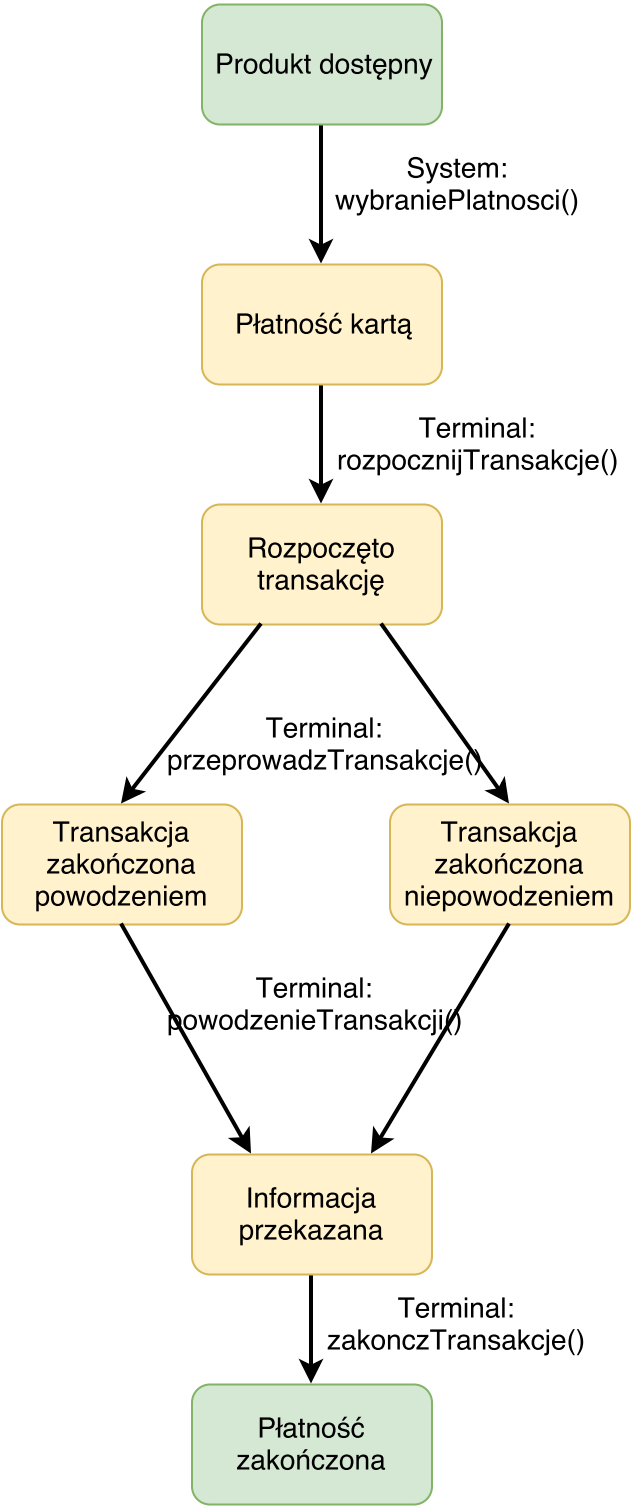 Produkt dostępny
System:
wybraniePlatnosci()
Płatność kartą
Terminal:
rozpocznijTransakcje()
Rozpoczęto
transakcję
Terminal:
przeprowadzTransakcje()
Transakcja
zakończona
powodzeniem
Transakcja
zakończona
niepowodzeniem
Terminal:
powodzenieTransakcji()
Informacja
przekazana
Terminal:
zakonczTransakcje()
Płatność
zakończona